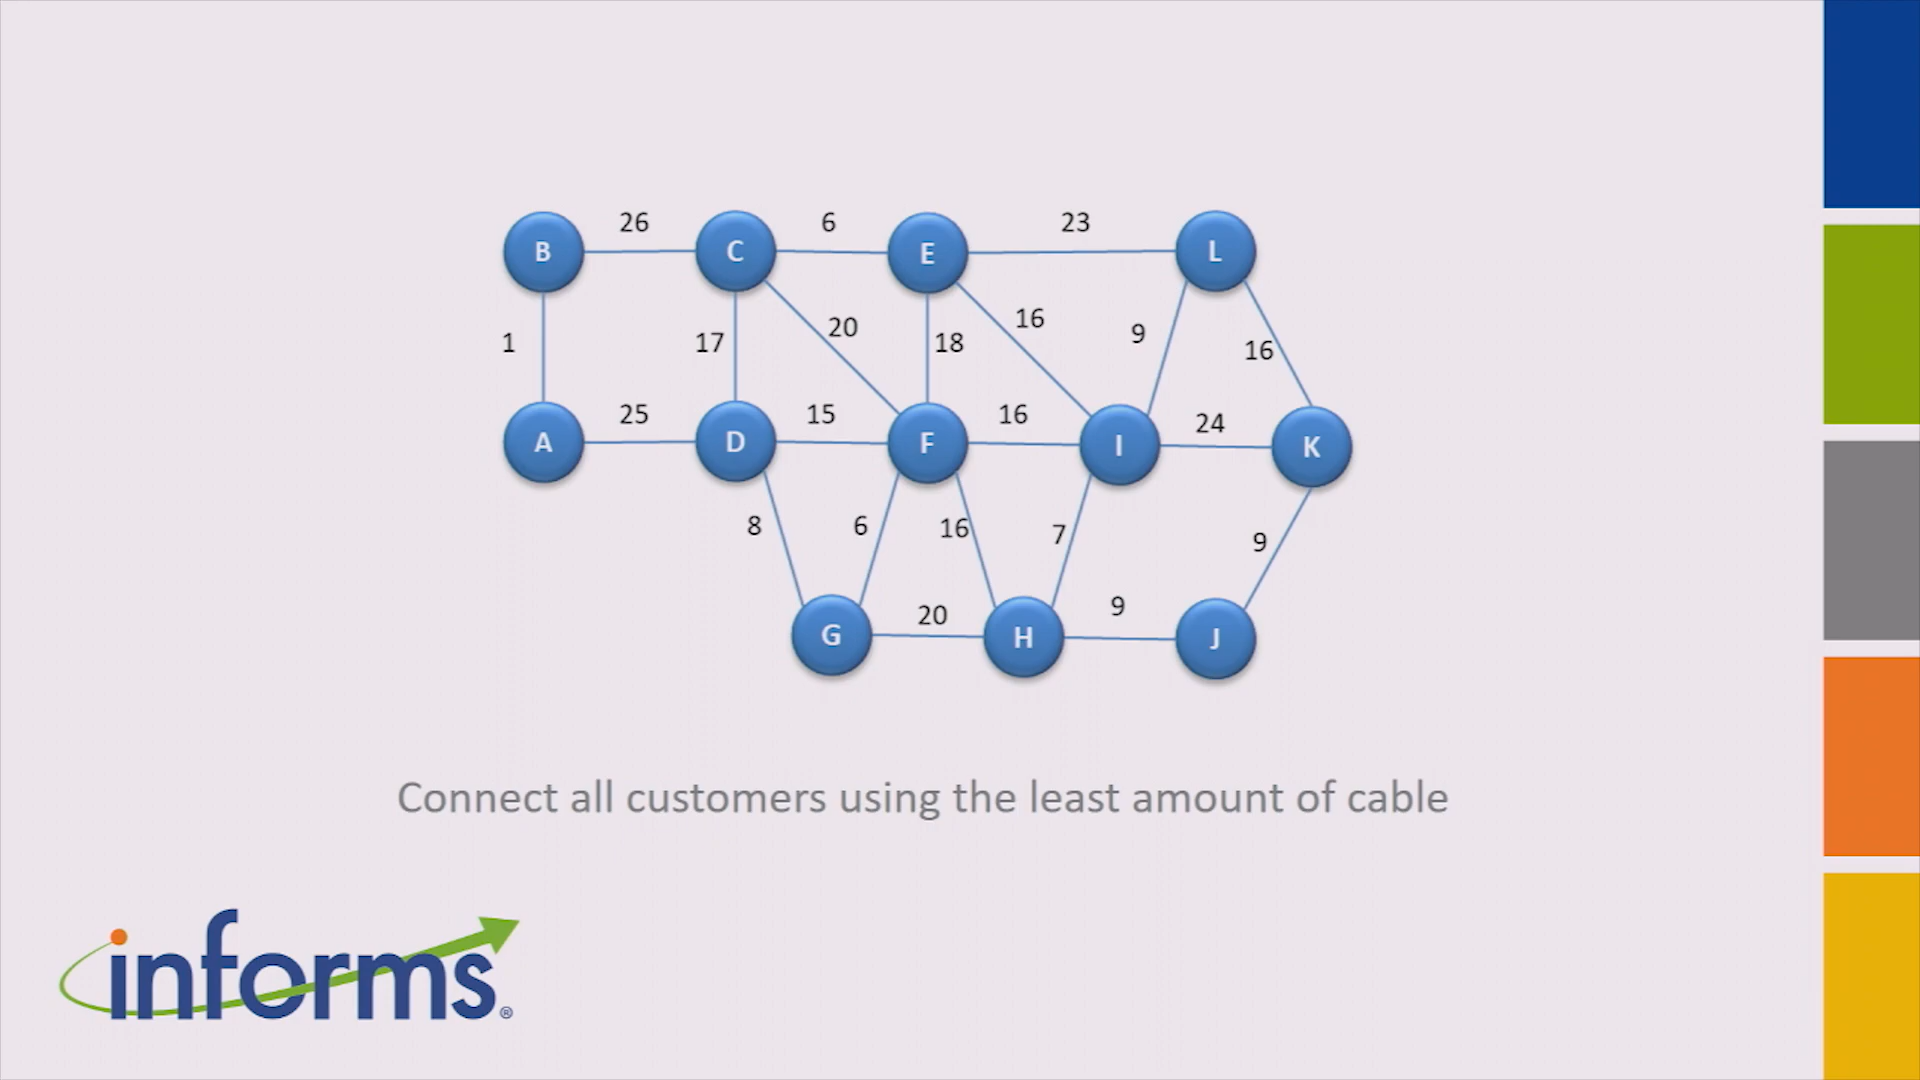 26 6 23
B C E L
1 17 20 18 16 9 16
25 15 16 24
A D F I K
8 6 16 7 9
20 9
G H J
Connect all customers using the least amount of cable
informs®